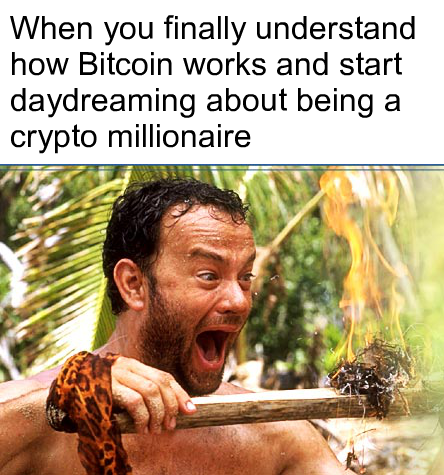 When you finally understand
how Bitcoin works and start
daydreaming about being a
crypto millionaire